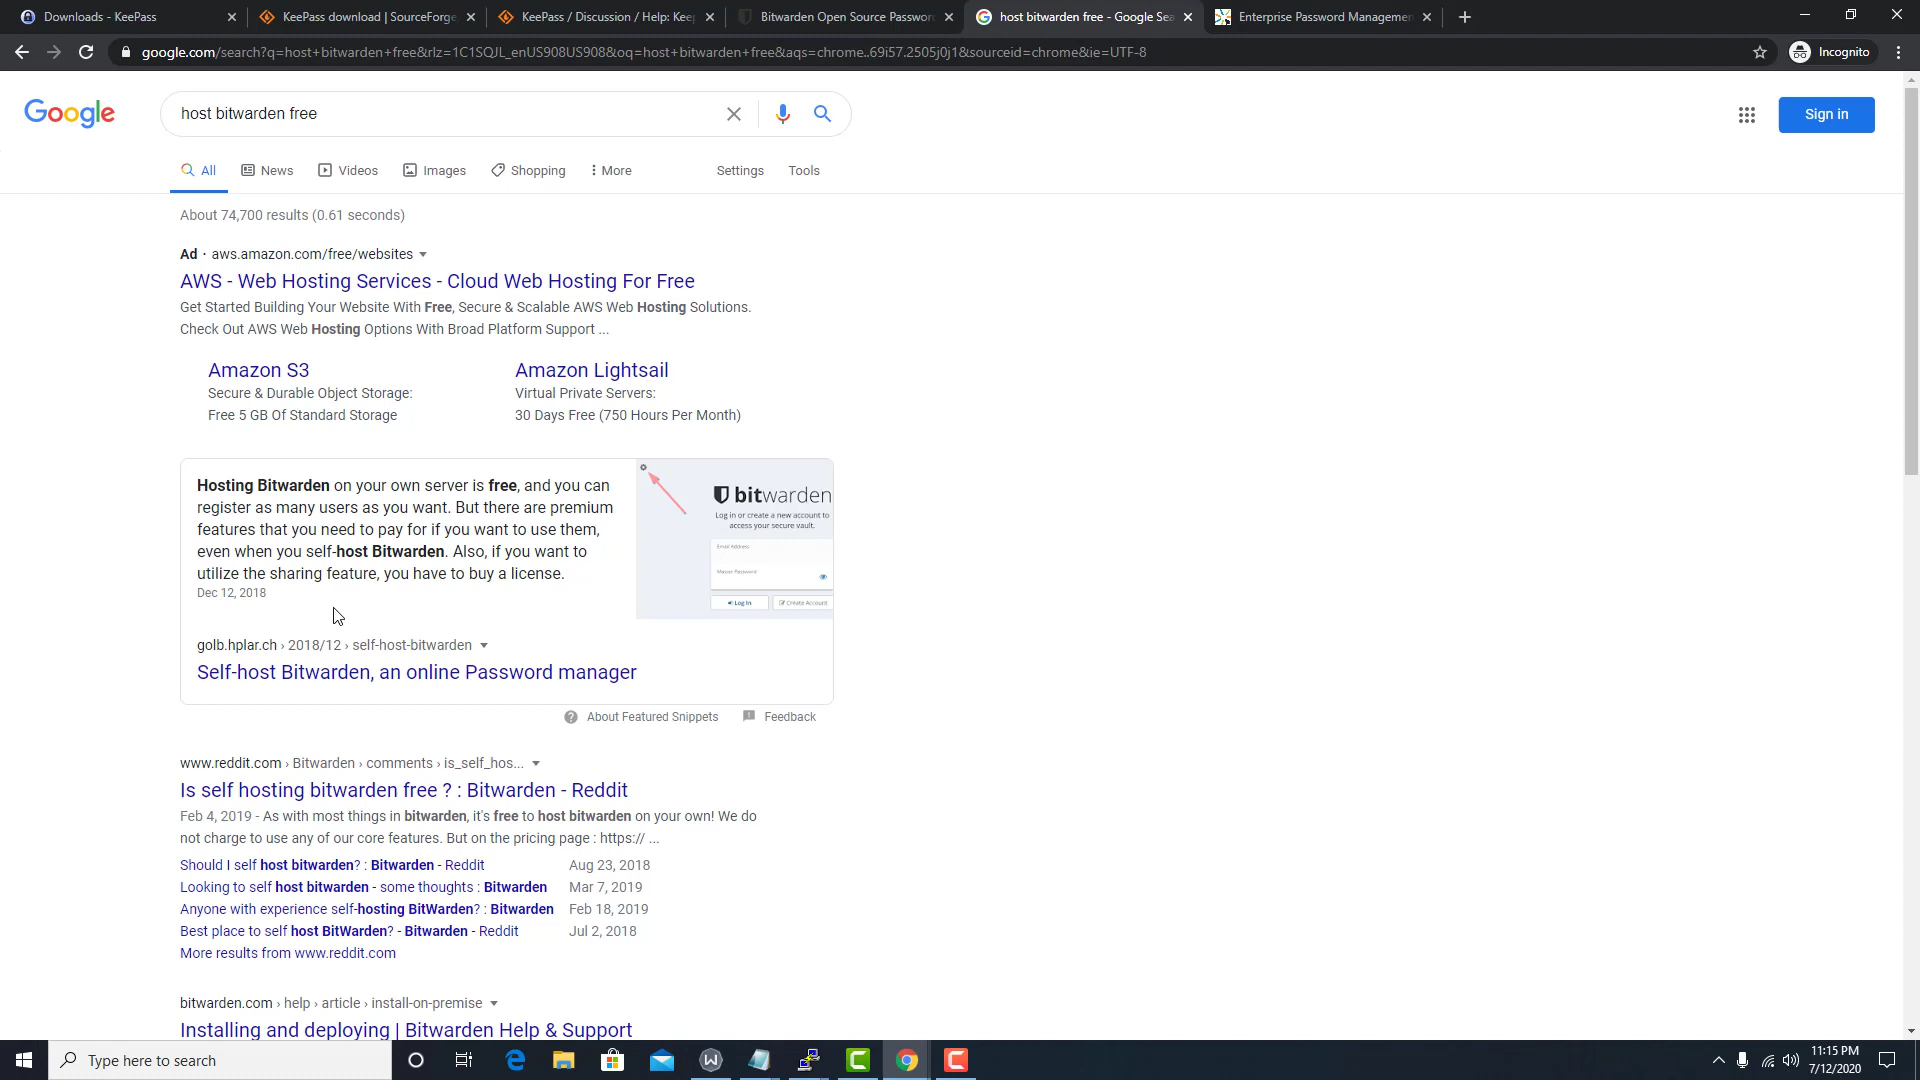 Downloads - KeePass
KeePass download | SourceForge
KeePass / Discussion / Help: Keep
Bitwarden Open Source Password
host bitwarden free - Google Sea
Enterprise Password Managemen
google.com/search?q=host+bitwarden+free&rlz=1C1SQJL_enUS908US908&oq=host+bitwarden+free&aqs=chrome..69i57.2505j0j1&sourceid=chrome&ie=UTF-8
Incognito
Google
host bitwarden free
Sign in
All
News
Videos
Images
Shopping
More
Settings
Tools
About 74,700 results (0.61 seconds)
Ad · aws.amazon.com/free/websites
AWS - Web Hosting Services - Cloud Web Hosting For Free
Get Started Building Your Website With Free, Secure & Scalable AWS Web Hosting Solutions.
Check Out AWS Web Hosting Options With Broad Platform Support ...
Amazon S3
Secure & Durable Object Storage:
Free 5 GB Of Standard Storage
Amazon Lightsail
Virtual Private Servers:
30 Days Free (750 Hours Per Month)
Hosting Bitwarden on your own server is free, and you can
register as many users as you want. But there are premium
features that you need to pay for if you want to use them,
even when you self-host Bitwarden. Also, if you want to
utilize the sharing feature, you have to buy a license.
Dec 12, 2018
bitwarden
Log in or create a new account to
access your secure vault.
Email Address
Master Password
Log In
Create Account
golb.hplar.ch › 2018/12 › self-host-bitwarden
Self-host Bitwarden, an online Password manager
About Featured Snippets
Feedback
www.reddit.com › Bitwarden › comments › is_self_hos...
Is self hosting bitwarden free ? : Bitwarden - Reddit
Feb 4, 2019 - As with most things in bitwarden, it's free to host bitwarden on your own! We do
not charge to use any of our core features. But on the pricing page : https:// ...
Should I self host bitwarden? : Bitwarden - Reddit Aug 23, 2018
Looking to self host bitwarden - some thoughts : Bitwarden Mar 7, 2019
Anyone with experience self-hosting BitWarden? : Bitwarden Feb 18, 2019
Best place to self host BitWarden? - Bitwarden - Reddit Jul 2, 2018
More results from www.reddit.com
bitwarden.com › help › article › install-on-premise
Installing and deploying | Bitwarden Help & Support
Type here to search
11:15 PM
7/12/2020